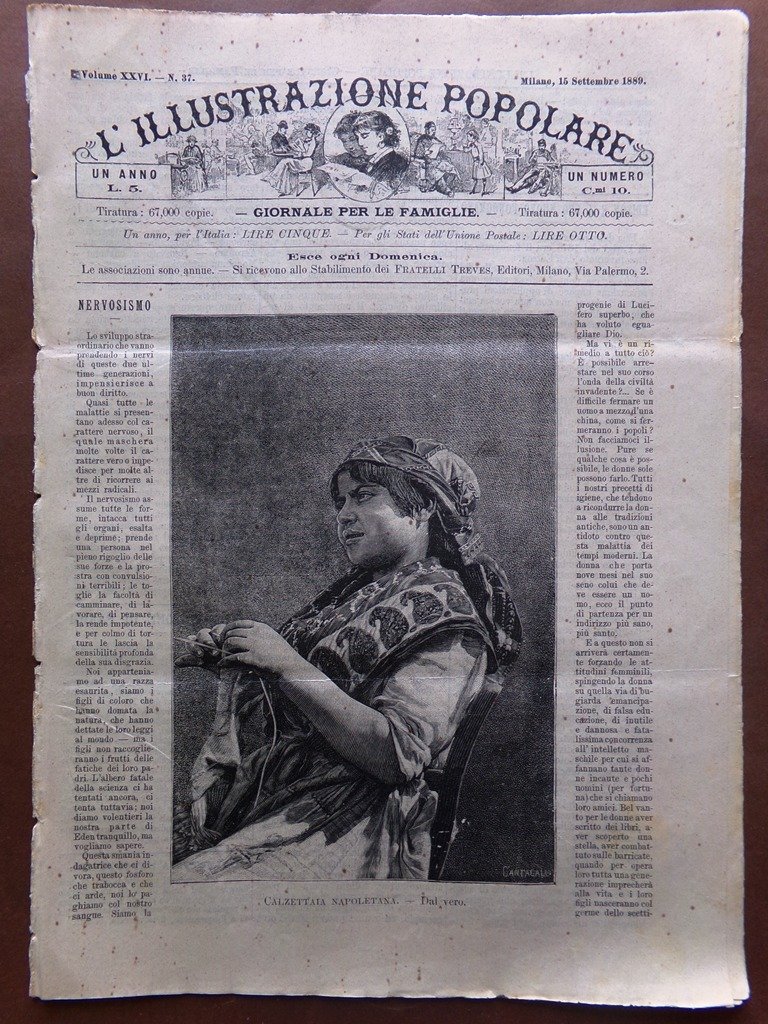 Volume XXVI. — N. 37.
Milano, 15 Settembre 1889.
L'ILLUSTRAZIONE POPOLARE
UN ANNO
L. 5.
UN NUMERO
C.mi 10.
Tiratura: 67,000 copie. — GIORNALE PER LE FAMIGLIE. — Tiratura: 67,000 copie.
Un anno, per l'Italia: LIRE CINQUE. — Per gli Stati dell'Unione Postale: LIRE OTTO.
Esce ogni Domenica.
Le associazioni sono annue. — Si ricevono allo Stabilimento dei FRATELLI TREVES, Editori, Milano, Via Palermo, 2.
NERVOSISMO
Lo sviluppo stra-
ordinario che vanno
prendendo i nervi
di queste due ul-
time generazioni,
impensierisce a
buon diritto.
Quasi tutte le
malattie si presen-
tano adesso col ca-
rattere nervoso, il
quale maschera
molte volte il ca-
rattere vero o impe-
disce per molte al-
tre di ricorrere ai
mezzi radicali.
Il nervosismo as-
sume tutte le for-
me, intacca tutti
gli organi, esalta
e deprime; prende
una persona nel
pieno rigoglio delle
sue forze e la pro-
stra con convulsio-
ni terribili; le to-
glie la facoltà di
camminare, di la-
vorare, di pensare,
la rende impotente,
e per colmo di tor-
tura le lascia la
sensibilità profonda
della sua disgrazia.
Noi apparteniа-
mo ad una razza
esaurita, siamo i
figli di coloro che
hanno domata la
natura, che hanno
dettate le loro leggi
al mondo — ma i
figli non raccoglie-
ranno i frutti delle
fatiche dei loro pa-
dri. L'albero fatale
della scienza ci ha
tentati ancora, ci
tenta tuttavia; noi
diamo volentieri la
nostra parte di
Eden tranquillo, ma
vogliamo sapere.
Questa smania in-
dagatrice che ci di-
vora, questo fosforo
che trabocca e che
ci arde, noi lo pa-
ghiamo col nostro
sangue. Siamo la
CANTAGALLI
CALZETTAIA NAPOLETANA. — Dal vero.
progenie di Luci-
fero superbo, che
ha voluto egua-
gliare Dio.
Ma vi è un ri-
medio a tutto ciò?
È possibile arre-
stare nel suo corso
l'onda della civiltà
invadente?... Se è
difficile fermare un
uomo a mezzo d'una
china, come si fer-
meranno i popoli?
Non facciamoci il-
lusione. Pure se
qualche cosa è pos-
sibile, le donne sole
possono farlo. Tutti
i nostri precetti di
igiene, che tendono
a ricondurre la don-
na alle tradizioni
antiche, sono un an-
tidoto contro que-
sta malattia dei
tempi moderni. La
donna che porta
nove mesi nel suo
seno colui che de-
ve essere un uo-
mo, ecco il punto
di partenza per un
indirizzo più sano,
più santo.
E a questo non si
arriverà certamente
forzando le at-
titudini femminili,
spingendo la donna
su quella via di bu-
giarda emancipa-
zione, di falsa edu-
cazione, di inutile
e dannosa e fata-
lissima concorrenza
all'intelletto ma-
schile per cui si af-
fannano tante don-
ne incaute e pochi
uomini (per fortu-
na) che si chiamano
loro amici. Bel van-
to per le donne aver
scritto dei libri, a-
ver scoperto una
stella, aver combat-
tuto sulle barricate,
quando per opera
loro tutta una gene-
razione imprecherà
alla vita e i loro
figli nasceranno col
germe dello scetti-